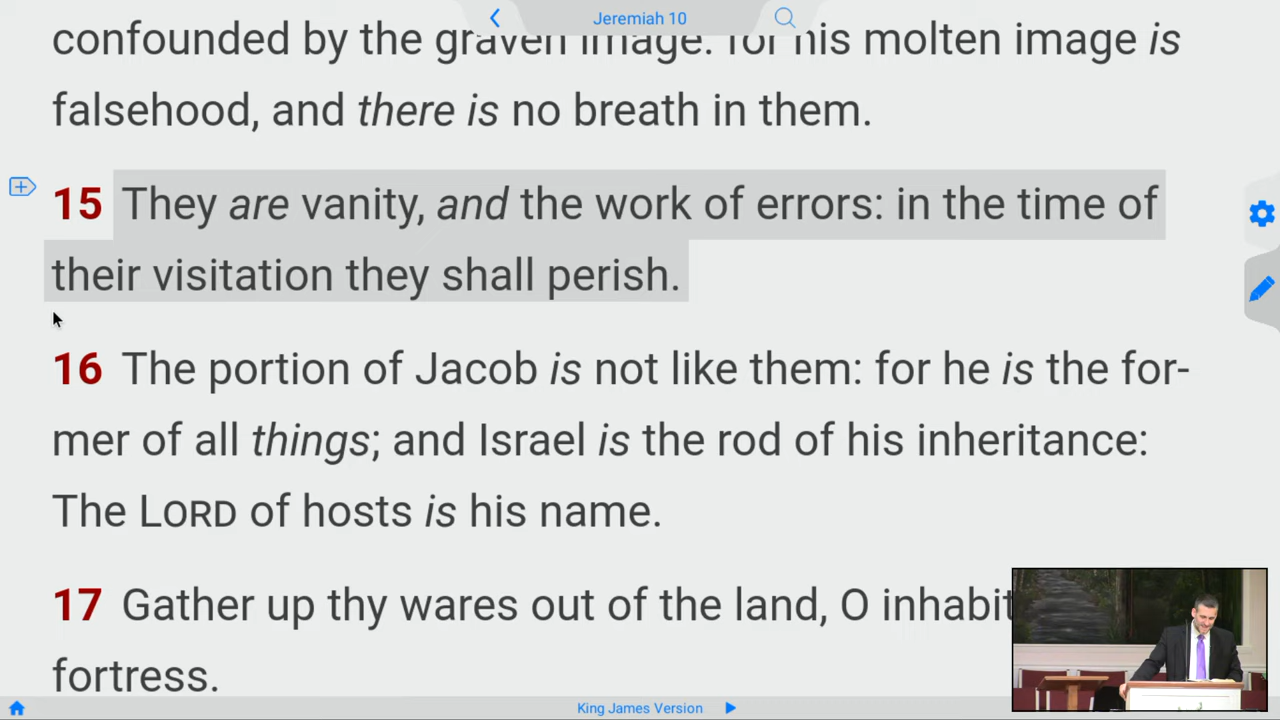 Jeremiah 10
confounded by the graven image: for his molten image is
falsehood, and there is no breath in them.
15 They are vanity, and the work of errors: in the time of
their visitation they shall perish.
16 The portion of Jacob is not like them: for he is the for-
mer of all things; and Israel is the rod of his inheritance:
The LORD of hosts is his name.
17 Gather up thy wares out of the land, O inhabit
fortress.
King James Version